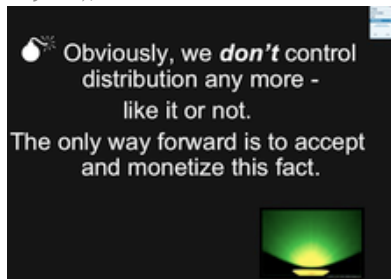 Obviously, we don't control
distribution any more -
like it or not.
The only way forward is to accept
and monetize this fact.